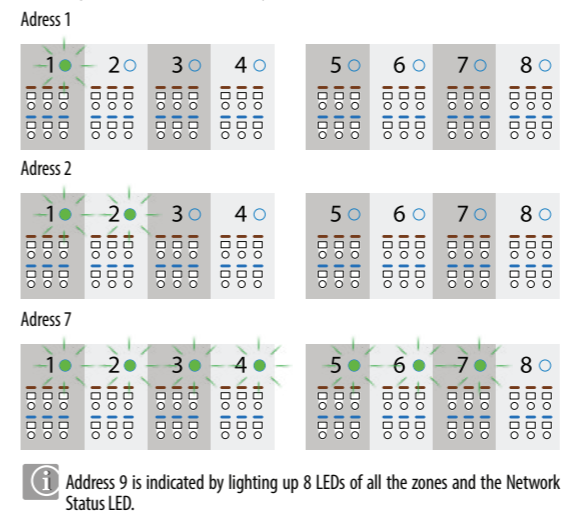 Adress 1
1 2 3 4 5 6 7 8
Adress 2
1 2 3 4 5 6 7 8
Adress 7
1 2 3 4 5 6 7 8
i Address 9 is indicated by lighting up 8 LEDs of all the zones and the Network
Status LED.